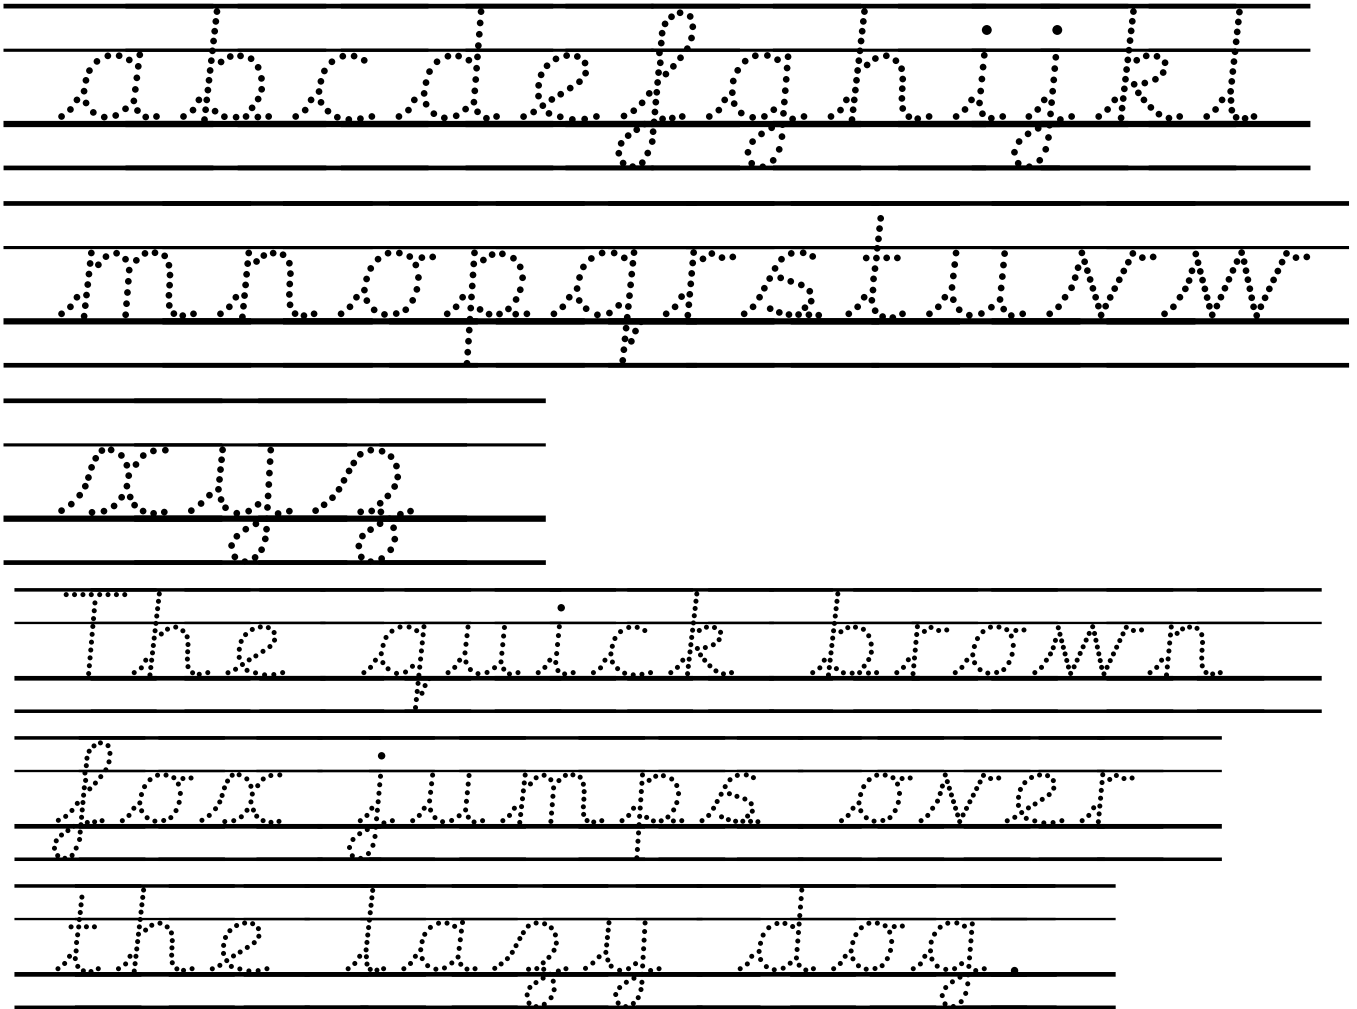 abcdefghijkl
mnopqrstuvw
xyz
The quick brown
fox jumps over
the lazy dog.